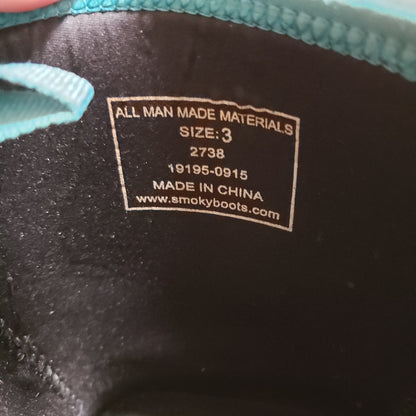 ALL MAN MADE MATERIALS
SIZE: 3
2738
19195-0915
MADE IN CHINA
www.smokyboots.com